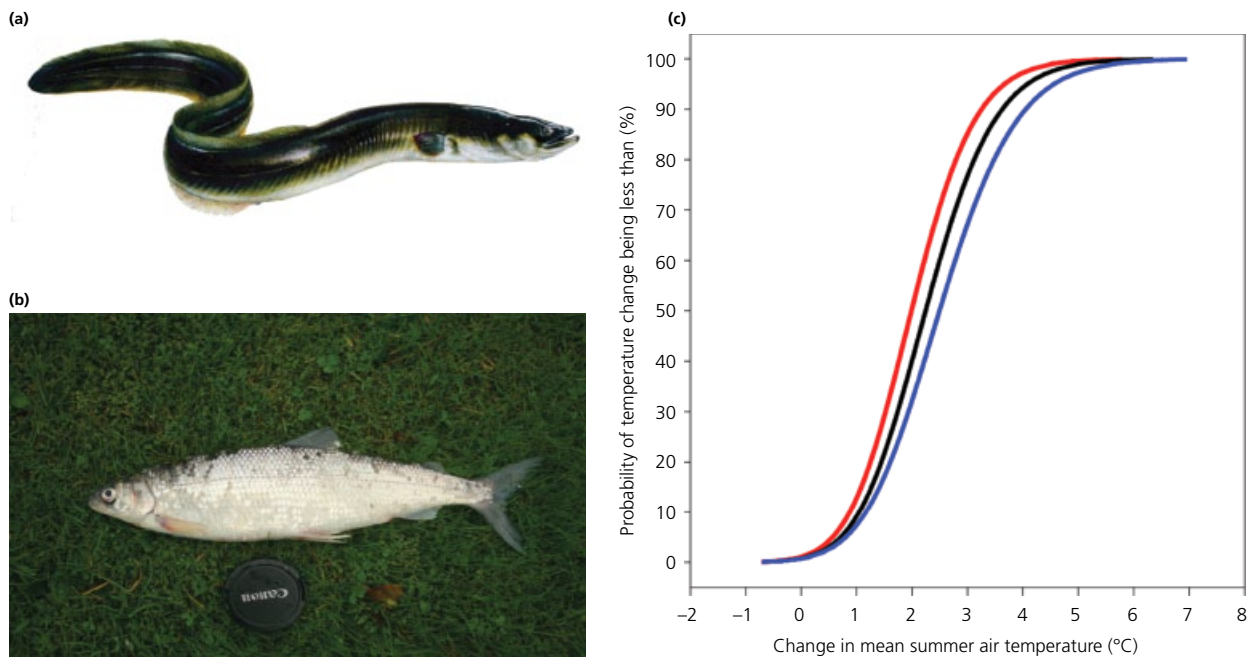 (a)
(b)
Canon
(c)
Probability of temperature change being less than (%)
100
90
80
70
60
50
40
30
20
10
0
–2 –1 0 1 2 3 4 5 6 7 8
Change in mean summer air temperature (°C)